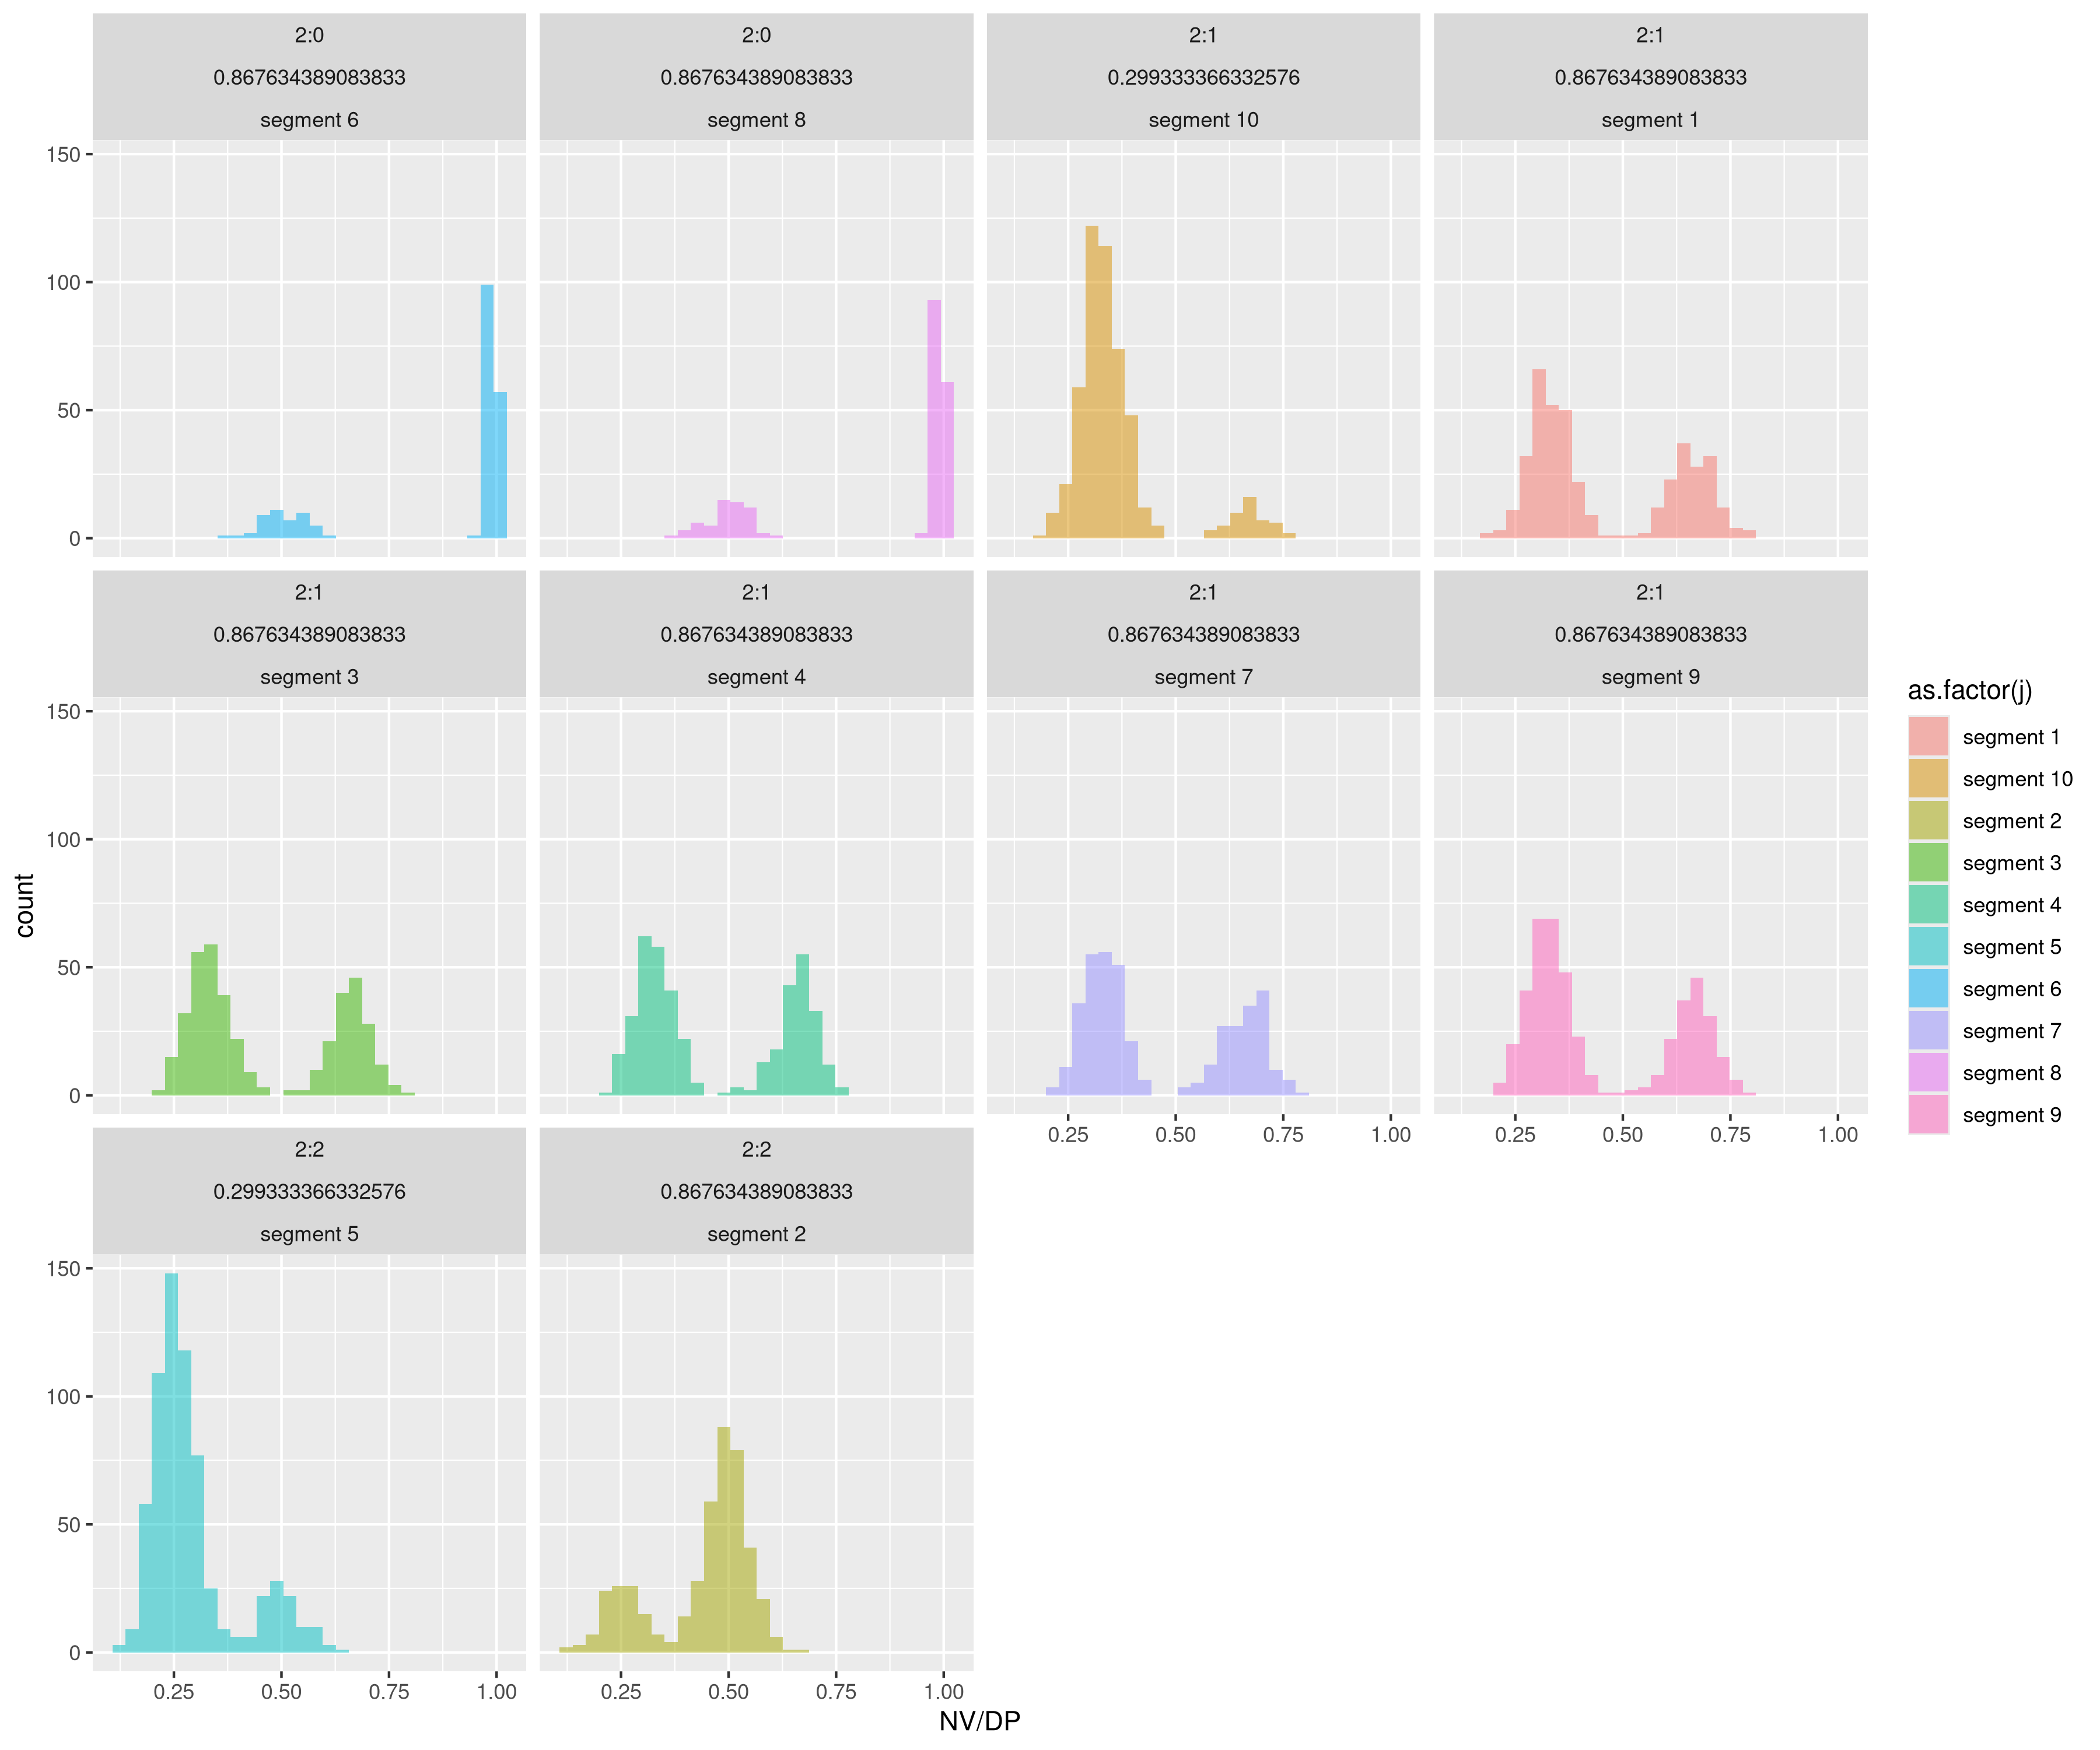 2:0
0.867634389083833
segment 6
2:0
0.867634389083833
segment 8
2:1
0.299333366332576
segment 10
2:1
0.867634389083833
segment 1
150
100
50
0
2:1
0.867634389083833
segment 3
2:1
0.867634389083833
segment 4
2:1
0.867634389083833
segment 7
2:1
0.867634389083833
segment 9
150
100
50
0
0.25 0.50 0.75 1.00
0.25 0.50 0.75 1.00
2:2
0.299333366332576
segment 5
2:2
0.867634389083833
segment 2
150
100
50
0
0.25 0.50 0.75 1.00
0.25 0.50 0.75 1.00
NV/DP
count
as.factor(j)
segment 1
segment 10
segment 2
segment 3
segment 4
segment 5
segment 6
segment 7
segment 8
segment 9